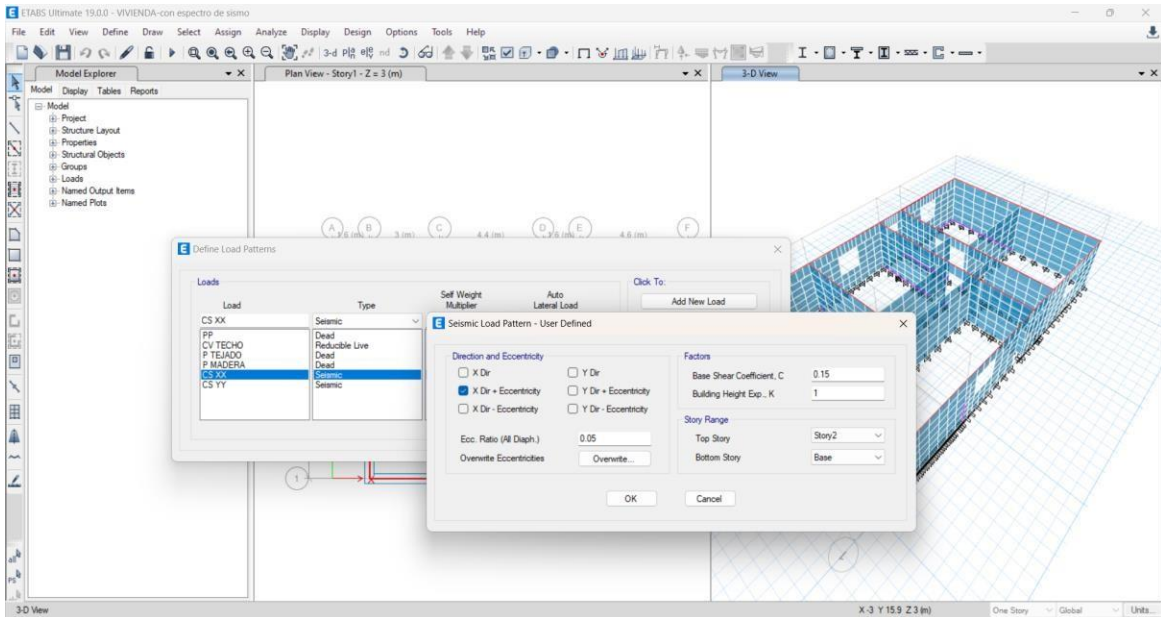 ETABS Ultimate 19.0.0 - VIVIENDA-con espectro de sismo
File Edit View Define Draw Select Assign Analyze Display Design Options Tools Help
3-d nd
Model Explorer
Plan View - Story1 - Z = 3 (m)
3-D View
Model Display Tables Reports
Model
Project
Structure Layout
Properties
Structural Objects
Groups
Loads
Named Output Items
Named Plots
A B C D E F
3 (m) 4.4 (m) 4.6 (m)
Define Load Patterns
Loads
Click To:
Load
Type
Self Weight Multiplier
Auto Lateral Load
Add New Load
CS XX
Seismic
PP
Dead
CV TECHO
Reducible Live
P TEJADO
Dead
P MADERA
Dead
CS XX
Seismic
CS YY
Seismic
Seismic Load Pattern - User Defined
Direction and Eccentricity
X Dir
Y Dir
X Dir + Eccentricity
Y Dir + Eccentricity
X Dir - Eccentricity
Y Dir - Eccentricity
Ecc. Ratio (All Diaph.)
0.05
Overwrite Eccentricities
Overwrite...
Factors
Base Shear Coefficient, C
0.15
Building Height Exp., K
1
Story Range
Top Story
Story2
Bottom Story
Base
OK
Cancel
1
all
PS
3-D View
X -3 Y 15.9 Z 3 (m)
One Story
Global
Units...